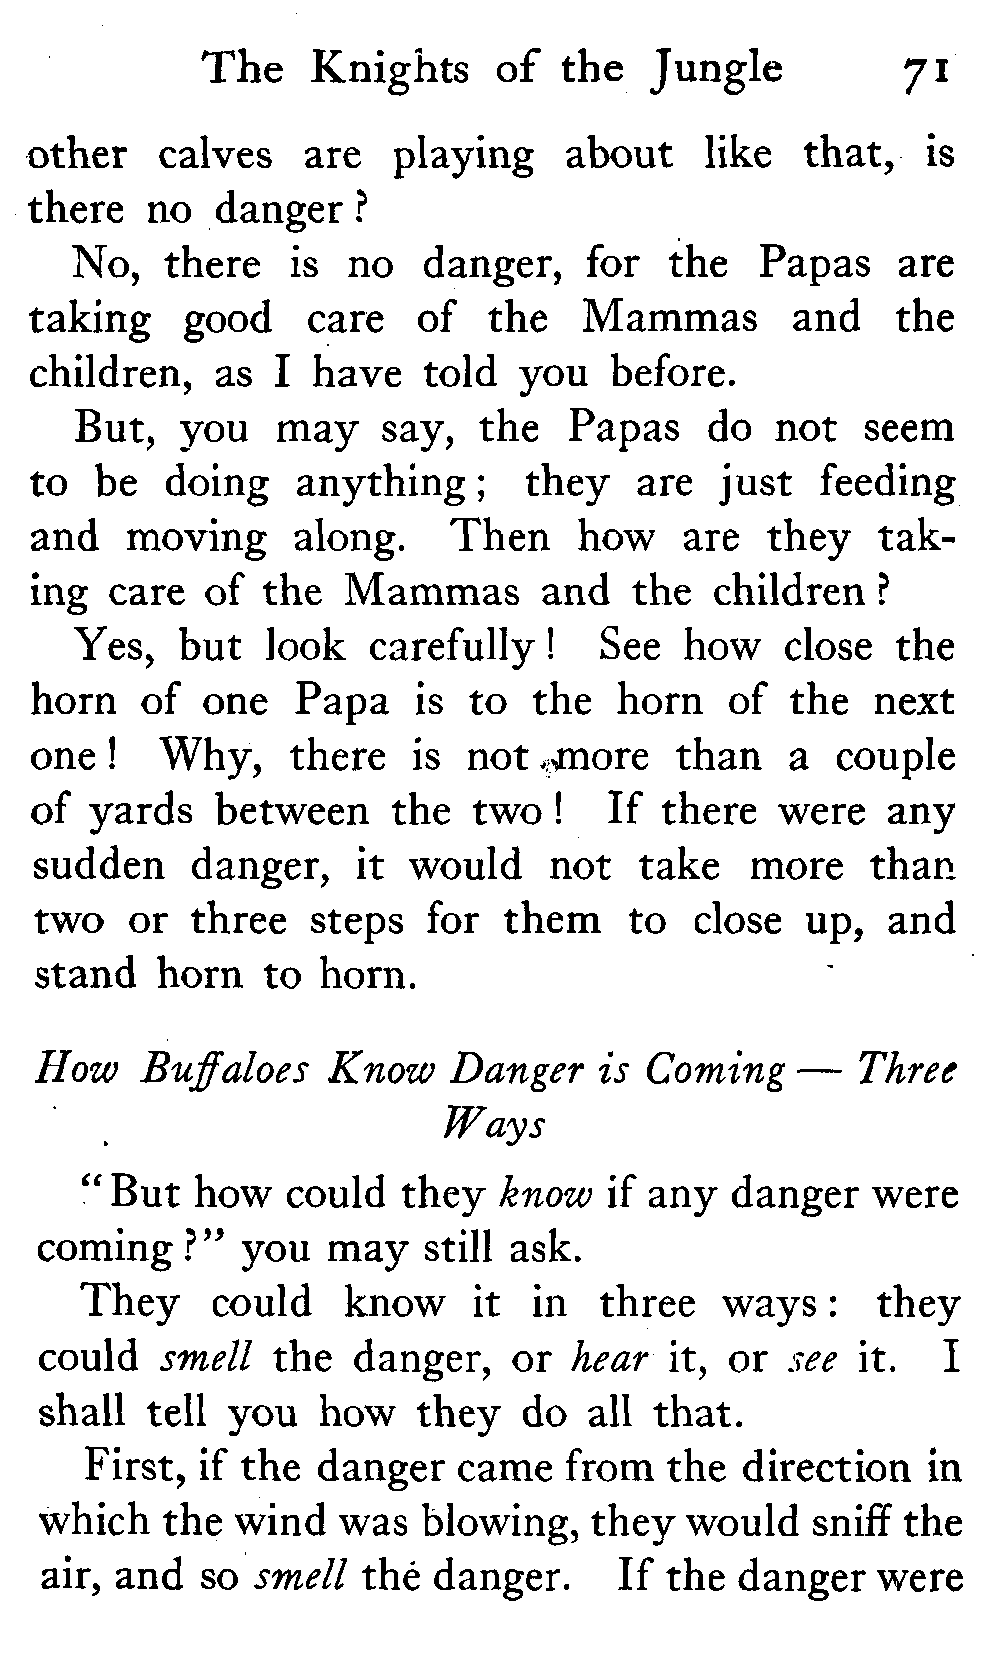 The Knights of the Jungle 71
other calves are playing about like that, is
there no danger ?
No, there is no danger, for the Papas are
taking good care of the Mammas and the
children, as I have told you before.
But, you may say, the Papas do not seem
to be doing anything ; they are just feeding
and moving along. Then how are they tak-
ing care of the Mammas and the children ?
Yes, but look carefully ! See how close the
horn of one Papa is to the horn of the next
one ! Why, there is not more than a couple
of yards between the two ! If there were any
sudden danger, it would not take more than
two or three steps for them to close up, and
stand horn to horn.
How Buffaloes Know Danger is Coming — Three
Ways
“ But how could they know if any danger were
coming ?” you may still ask.
They could know it in three ways : they
could smell the danger, or hear it, or see it. I
shall tell you how they do all that.
First, if the danger came from the direction in
which the wind was blowing, they would sniff the
air, and so smell the danger. If the danger were